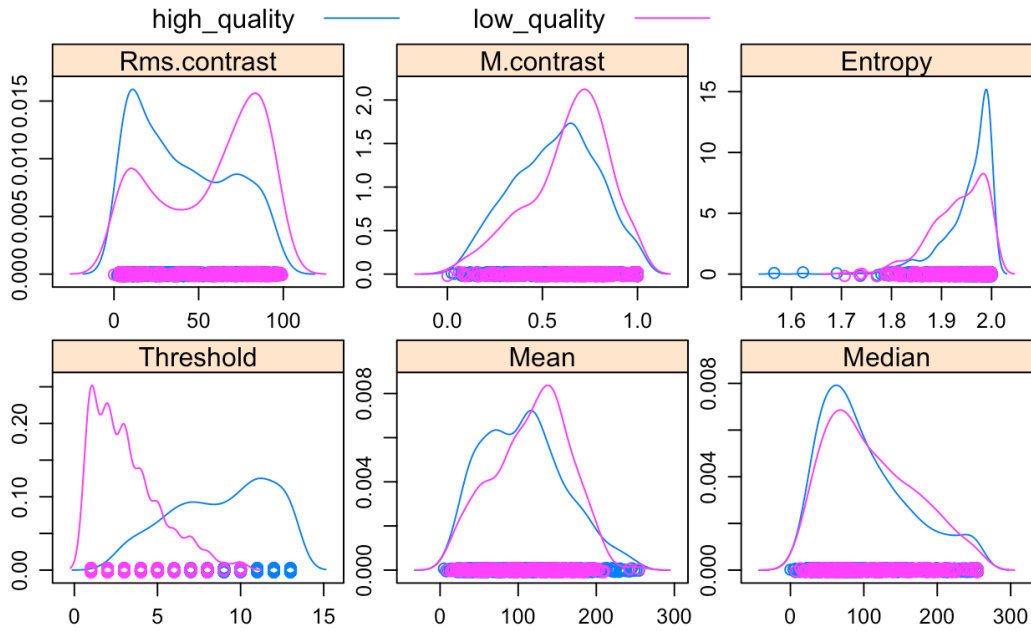 high_quality low_quality
Rms.contrast M.contrast Entropy
0.000 0.005 0.010 0.015
0.0 0.5 1.0 1.5 2.0
0 5 10 15
0 50 100
0.0 0.5 1.0
1.6 1.7 1.8 1.9 2.0
Threshold Mean Median
0.00 0.10 0.20
0.000 0.004 0.008
0.000 0.004 0.008
0 5 10 15
0 100 200 300
0 100 200 300